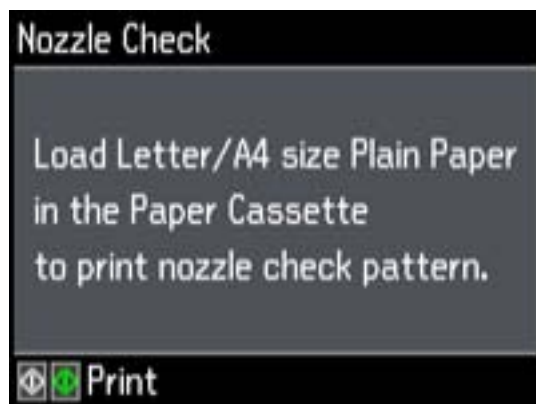 Nozzle Check
Load Letter/A4 size Plain Paper
in the Paper Cassette
to print nozzle check pattern.
Print